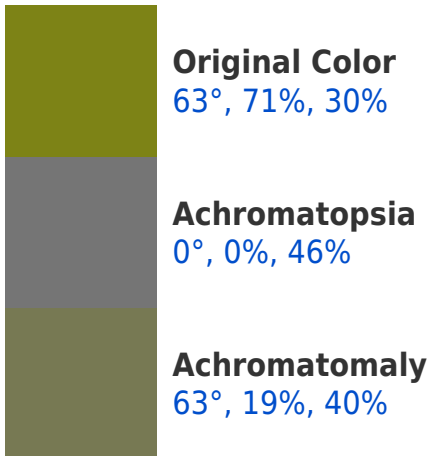 Original Color
63°, 71%, 30%
Achromatopsia
0°, 0%, 46%
Achromatomaly
63°, 19%, 40%